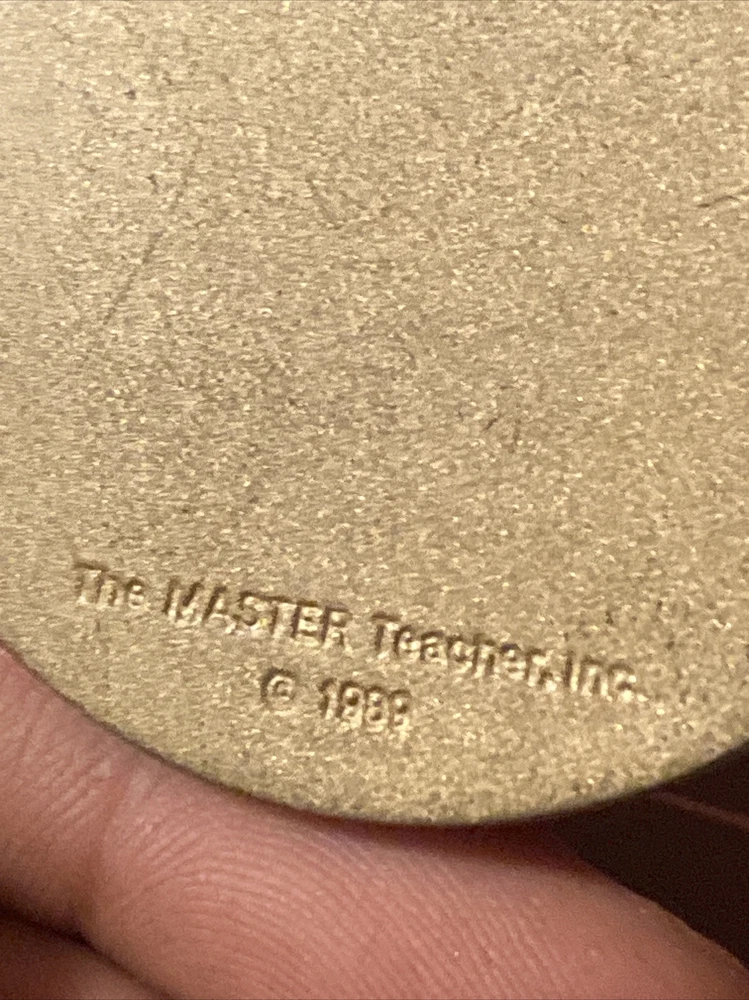 The MASTER Teacher, Inc.
© 1989